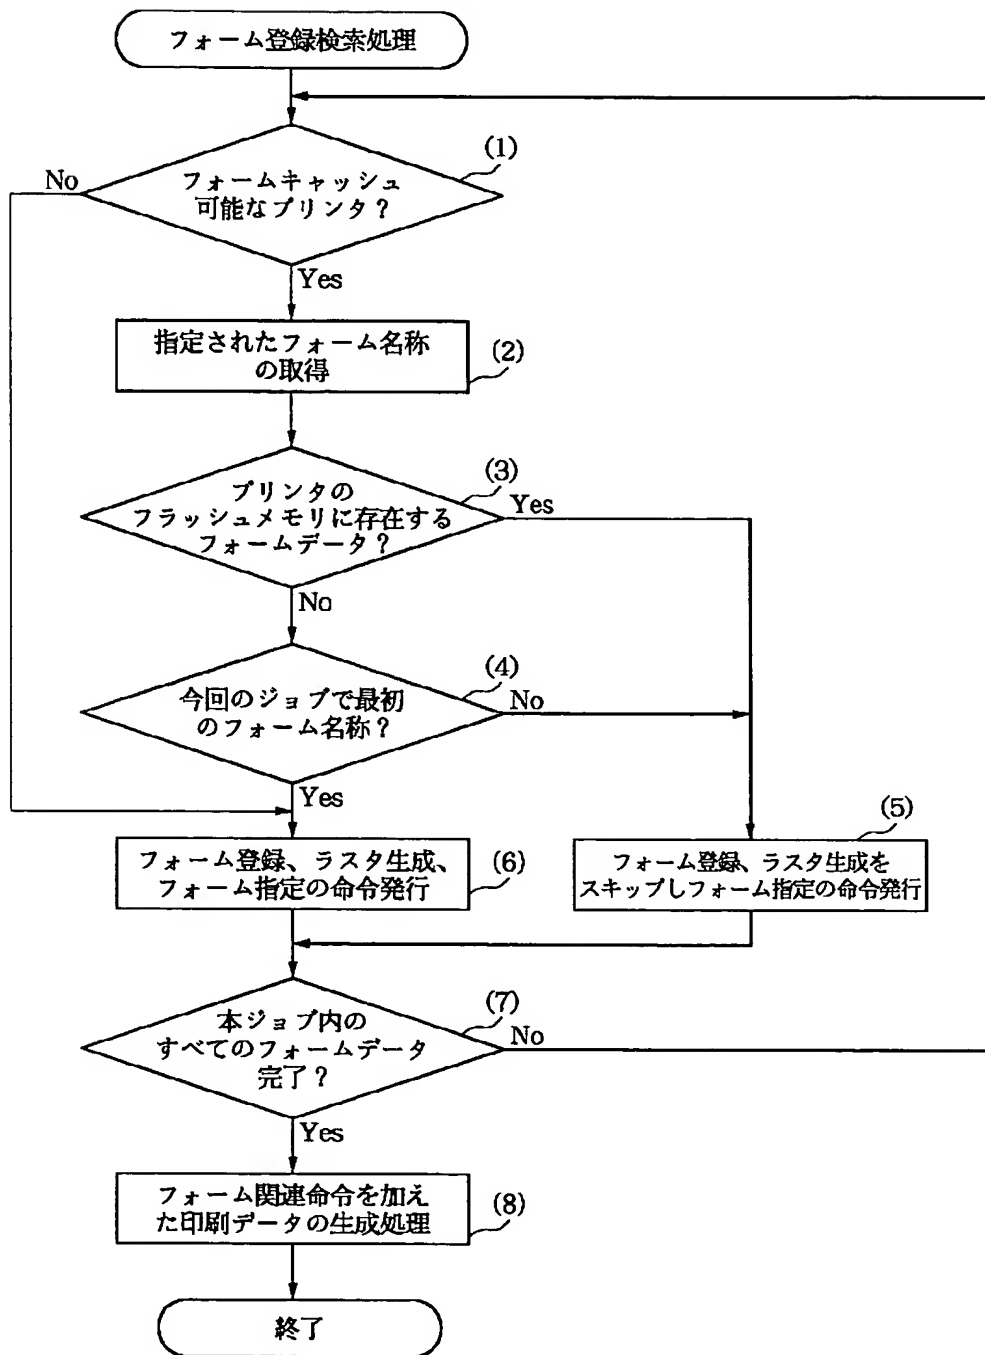 フォーム登録検索処理
(1)
No
フォームキャッシュ
可能なプリンタ？
Yes
指定されたフォーム名称
の取得
(2)
(3)
プリンタの
フラッシュメモリに存在する
フォームデータ？
Yes
No
(4)
今回のジョブで最初
のフォーム名称？
No
Yes
(5)
フォーム登録、ラスタ生成、
フォーム指定の命令発行
(6)
フォーム登録、ラスタ生成を
スキップしフォーム指定の命令発行
(7)
本ジョブ内の
すべてのフォームデータ
完了？
No
Yes
フォーム関連命令を加え
た印刷データの生成処理
(8)
終了